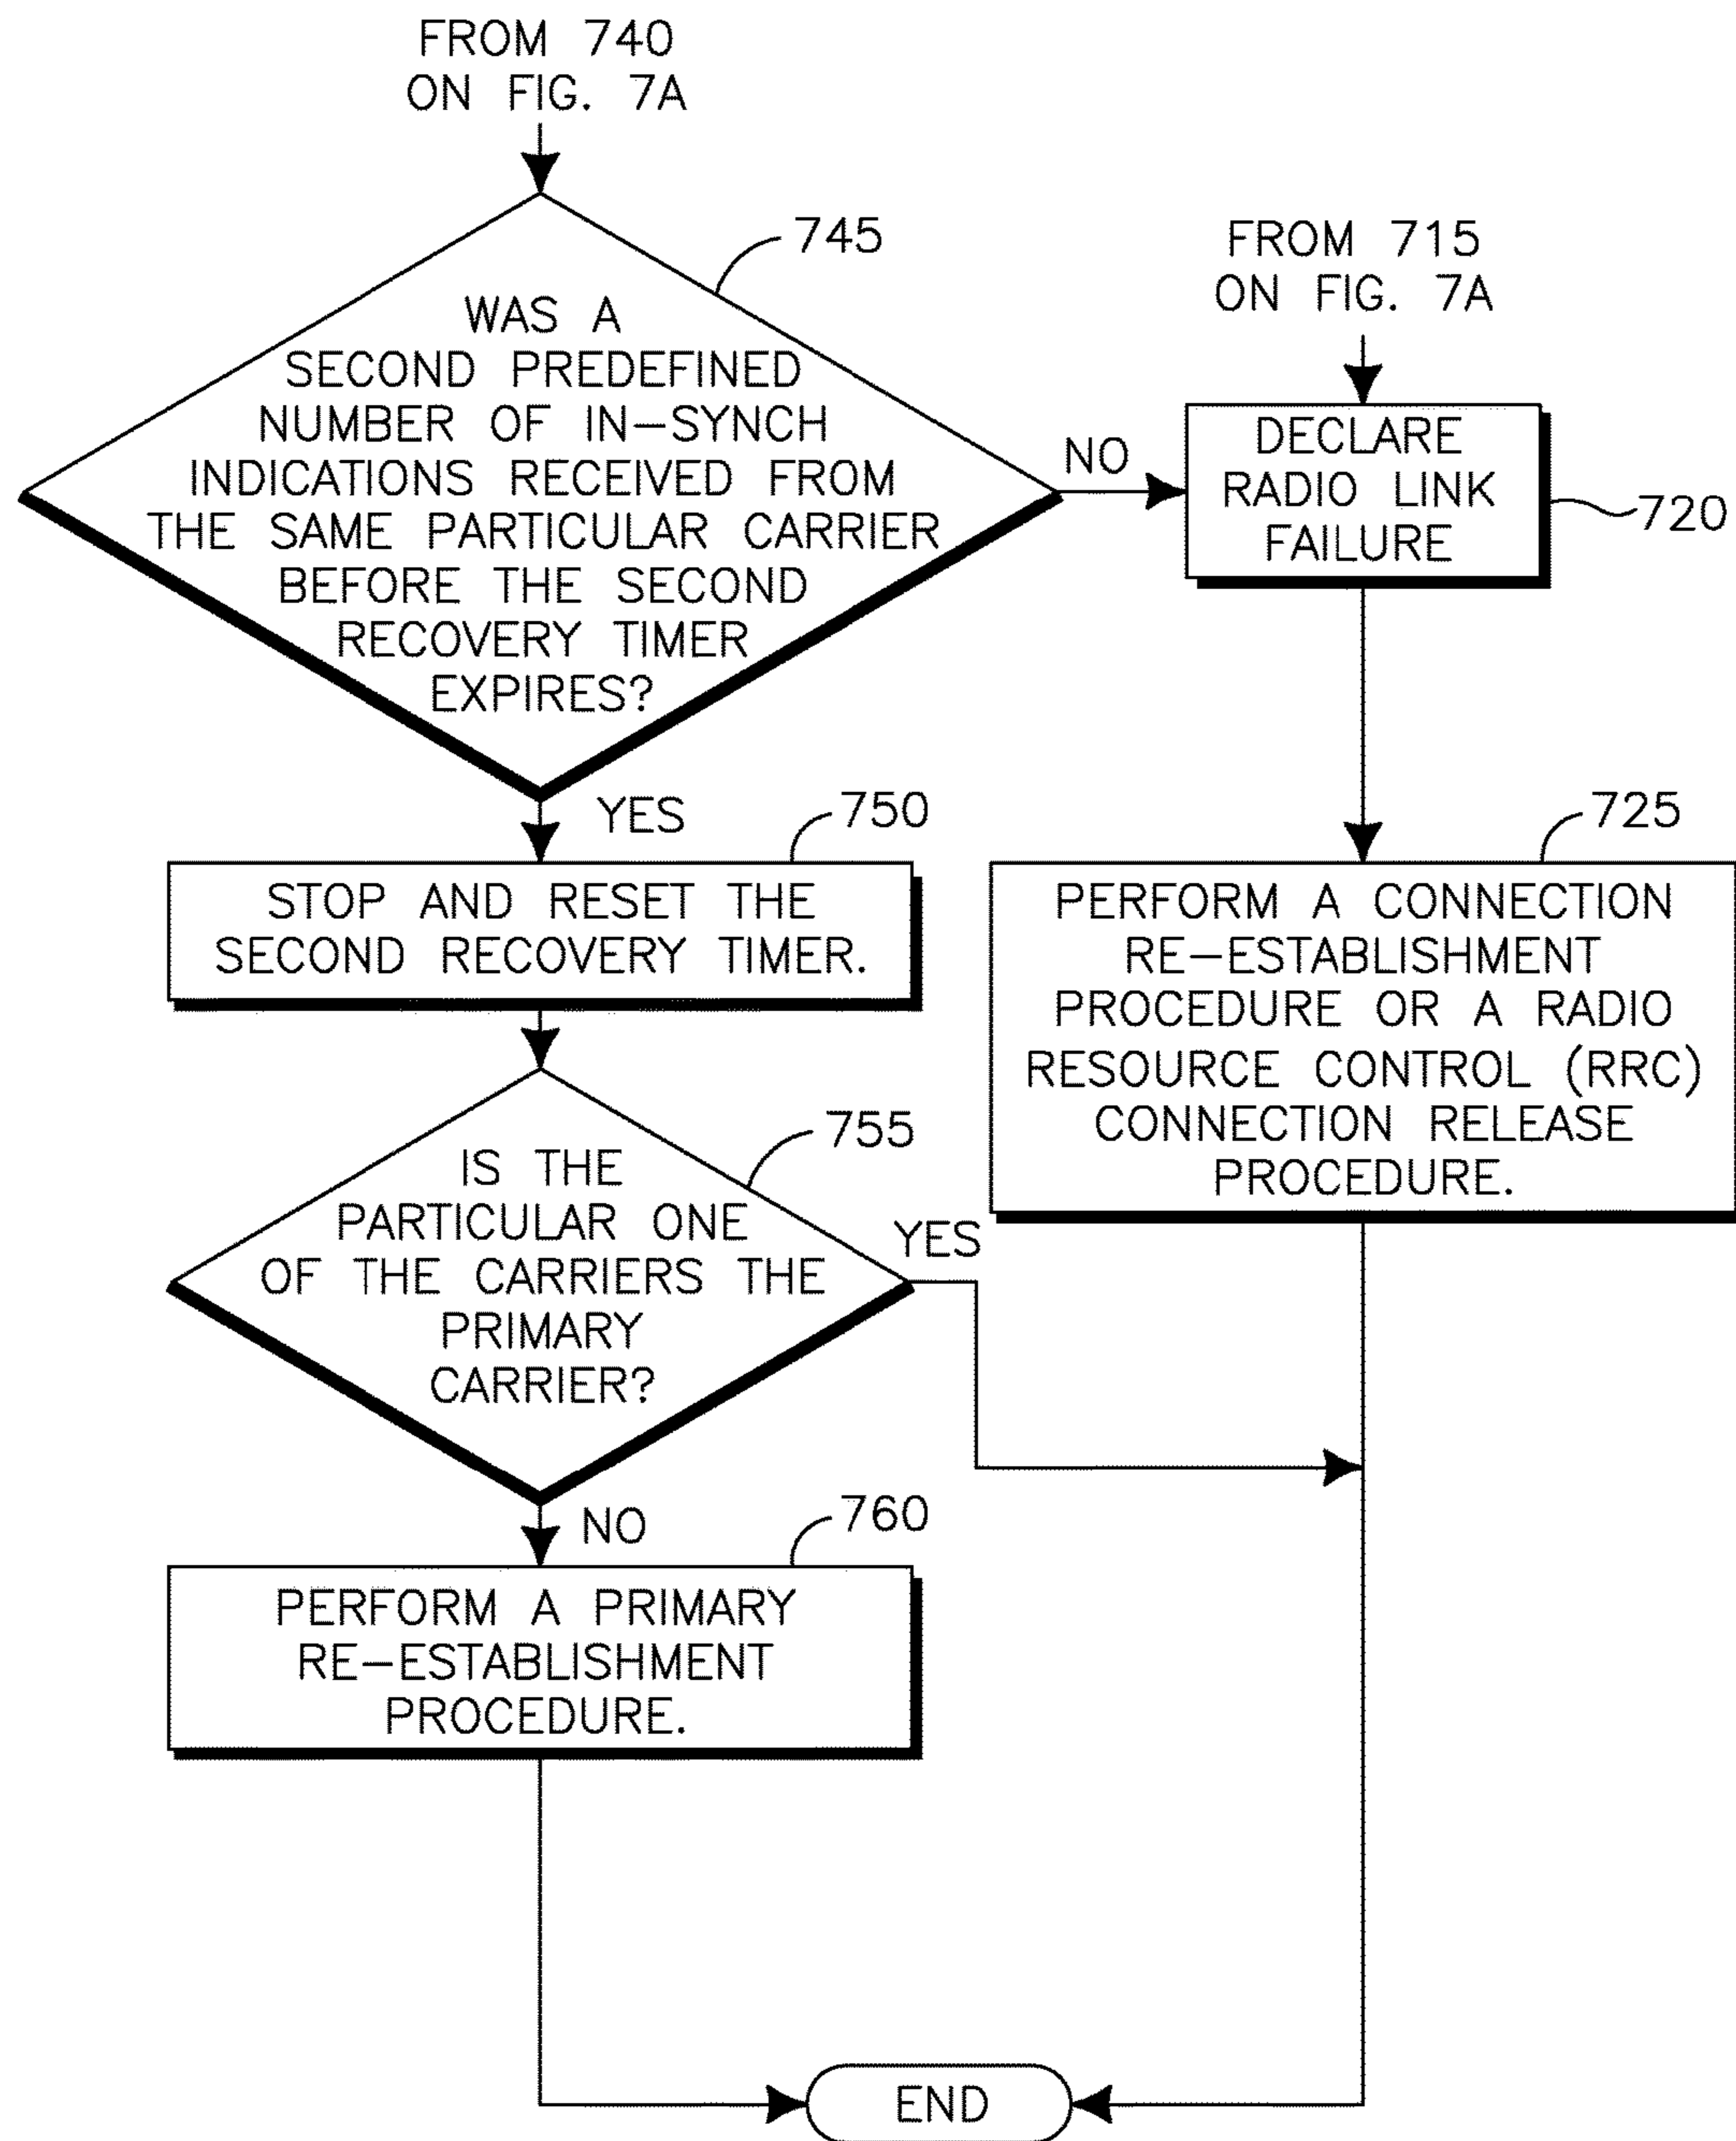 FROM 740
ON FIG. 7A
745
WAS A
SECOND PREDEFINED
NUMBER OF IN-SYNCH
INDICATIONS RECEIVED FROM
THE SAME PARTICULAR CARRIER
BEFORE THE SECOND
RECOVERY TIMER
EXPIRES?
NO
FROM 715
ON FIG. 7A
DECLARE
RADIO LINK
FAILURE
720
YES
750
STOP AND RESET THE
SECOND RECOVERY TIMER.
725
PERFORM A CONNECTION
RE-ESTABLISHMENT
PROCEDURE OR A RADIO
RESOURCE CONTROL (RRC)
CONNECTION RELEASE
PROCEDURE.
755
IS THE
PARTICULAR ONE
OF THE CARRIERS THE
PRIMARY
CARRIER?
YES
NO
760
PERFORM A PRIMARY
RE-ESTABLISHMENT
PROCEDURE.
END